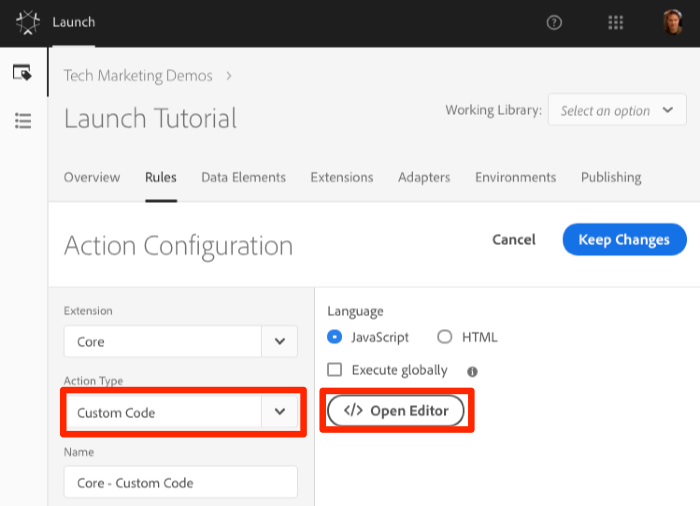 Launch
Tech Marketing Demos
Launch Tutorial
Working Library: Select an option
Overview Rules Data Elements Extensions Adapters Environments Publishing
Action Configuration
Cancel Keep Changes
Extension
Core
Action Type
Custom Code
Name
Core - Custom Code
Language
JavaScript HTML
Execute globally
</> Open Editor